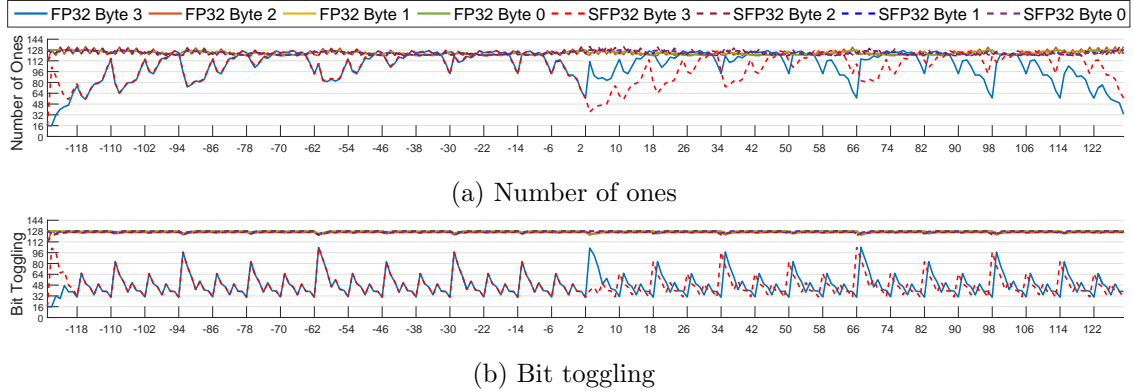 FP32 Byte 3 FP32 Byte 2 FP32 Byte 1 FP32 Byte 0 SFP32 Byte 3 SFP32 Byte 2 SFP32 Byte 1 SFP32 Byte 0
Number of Ones
144
128
112
96
80
64
48
32
16
0
-118 -110 -102 -94 -86 -78 -70 -62 -54 -46 -38 -30 -22 -14 -6 2 10 18 26 34 42 50 58 66 74 82 90 98 106 114 122
(a) Number of ones
Bit Toggling
144
128
112
96
80
64
48
32
16
0
-118 -110 -102 -94 -86 -78 -70 -62 -54 -46 -38 -30 -22 -14 -6 2 10 18 26 34 42 50 58 66 74 82 90 98 106 114 122
(b) Bit toggling